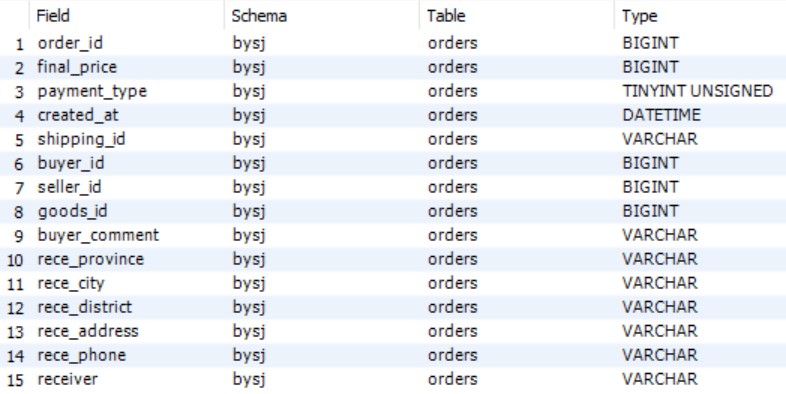 Field Schema Table Type
1 order_id bysj orders BIGINT
2 final_price bysj orders BIGINT
3 payment_type bysj orders TINYINT UNSIGNED
4 created_at bysj orders DATETIME
5 shipping_id bysj orders VARCHAR
6 buyer_id bysj orders BIGINT
7 seller_id bysj orders BIGINT
8 goods_id bysj orders BIGINT
9 buyer_comment bysj orders VARCHAR
10 rece_province bysj orders VARCHAR
11 rece_city bysj orders VARCHAR
12 rece_district bysj orders VARCHAR
13 rece_address bysj orders VARCHAR
14 rece_phone bysj orders VARCHAR
15 receiver bysj orders VARCHAR